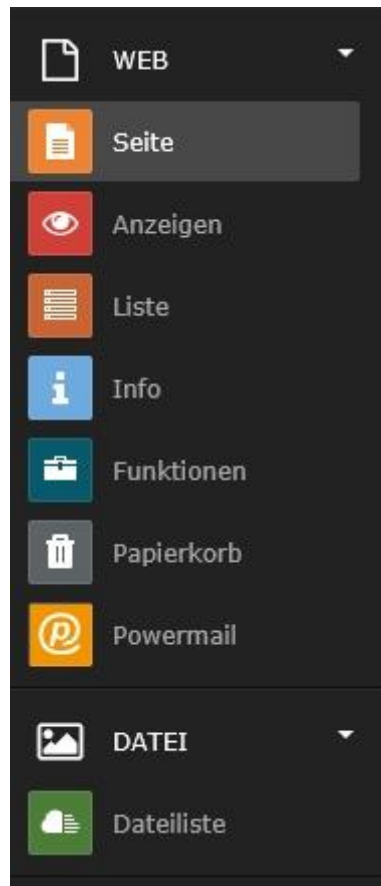 WEB
Seite
Anzeigen
Liste
Info
Funktionen
Papierkorb
Powermail
DATEI
Dateiliste